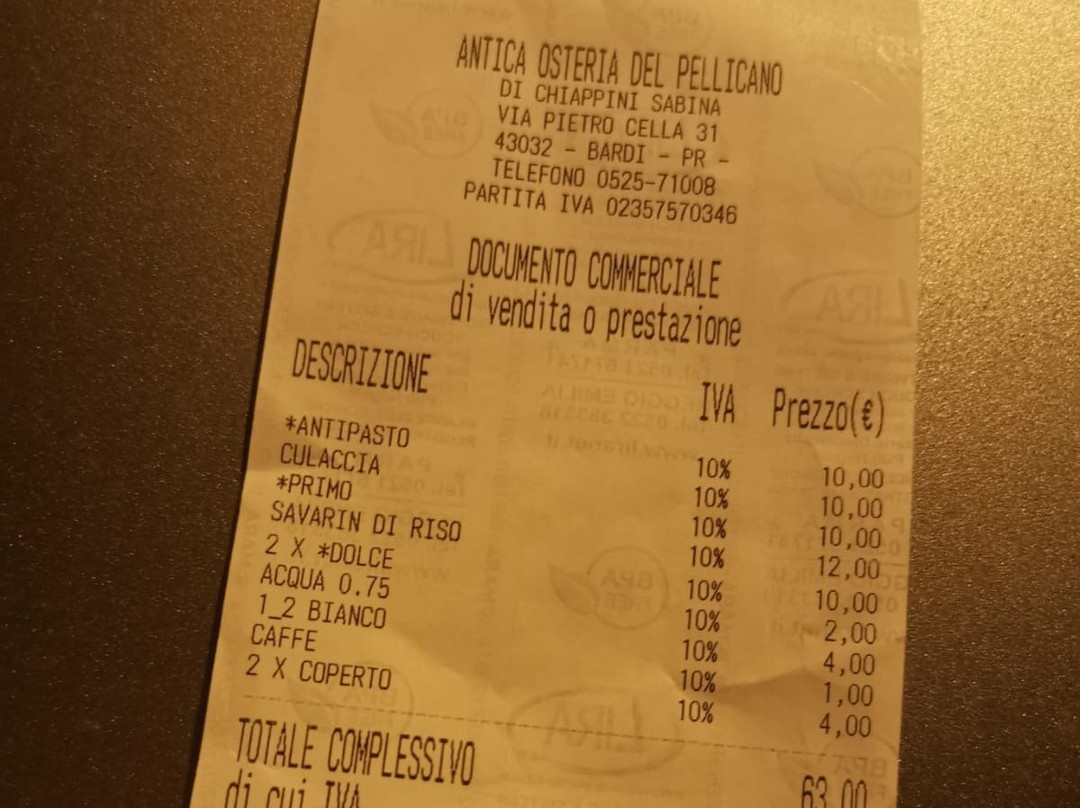 ANTICA OSTERIA DEL PELLICANO
DI CHIAPPINI SABINA
VIA PIETRO CELLA 31
43032 - BARDI - PR -
TELEFONO 0525-71008
PARTITA IVA 02357570346
DOCUMENTO COMMERCIALE
di vendita o prestazione
DESCRIZIONE IVA Prezzo(€)
*ANTIPASTO 10% 10,00
CULACCIA 10% 10,00
*PRIMO 10% 10,00
SAVARIN DI RISO 10% 12,00
2 X *DOLCE 10% 10,00
ACQUA 0.75 10% 2,00
1_2 BIANCO 10% 4,00
CAFFE 10% 1,00
2 X COPERTO 10% 4,00
TOTALE COMPLESSIVO 63,00
di cui IVA